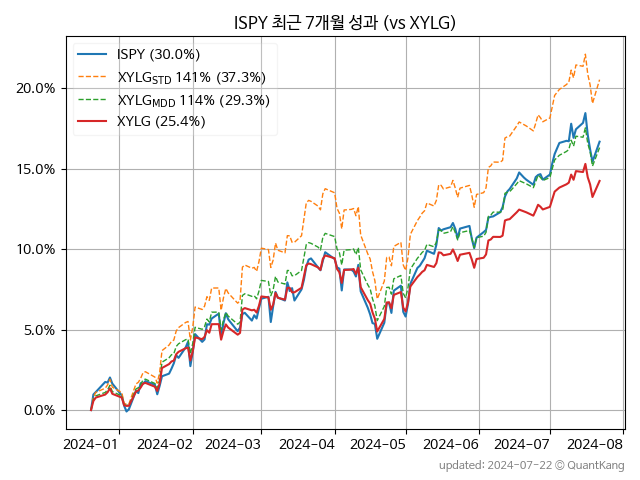 ISPY 최근 7개월 성과 (vs XYLG)
ISPY (30.0%)
XYLG_STD 141% (37.3%)
XYLG_MDD 114% (29.3%)
XYLG (25.4%)
20.0%
15.0%
10.0%
5.0%
0.0%
2024-01 2024-02 2024-03 2024-04 2024-05 2024-06 2024-07 2024-08
updated: 2024-07-22 © QuantKang